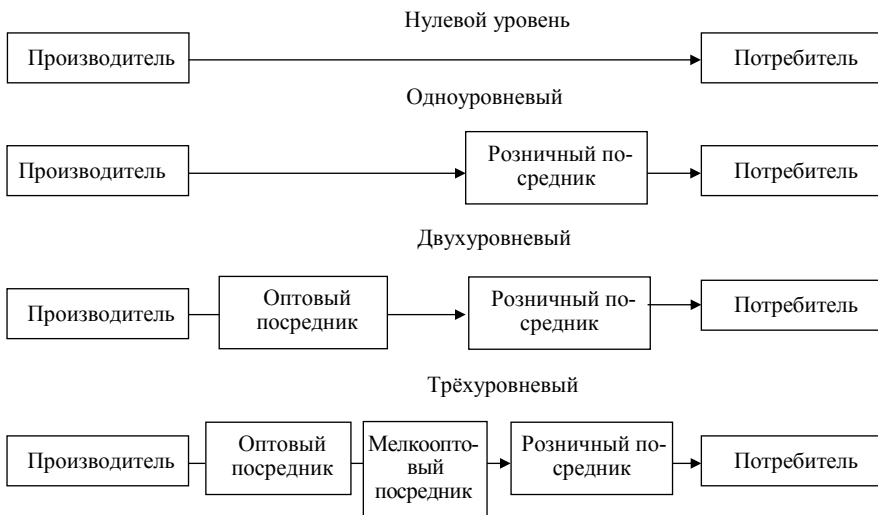 Нулевой уровень
Производитель
Потребитель
Одноуровневый
Производитель
Розничный по-
средник
Потребитель
Двухуровневый
Производитель
Оптовый
посредник
Розничный по-
средник
Потребитель
Трёхуровневый
Производитель
Оптовый
посредник
Мелкоопто-
вый
посредник
Розничный по-
средник
Потребитель